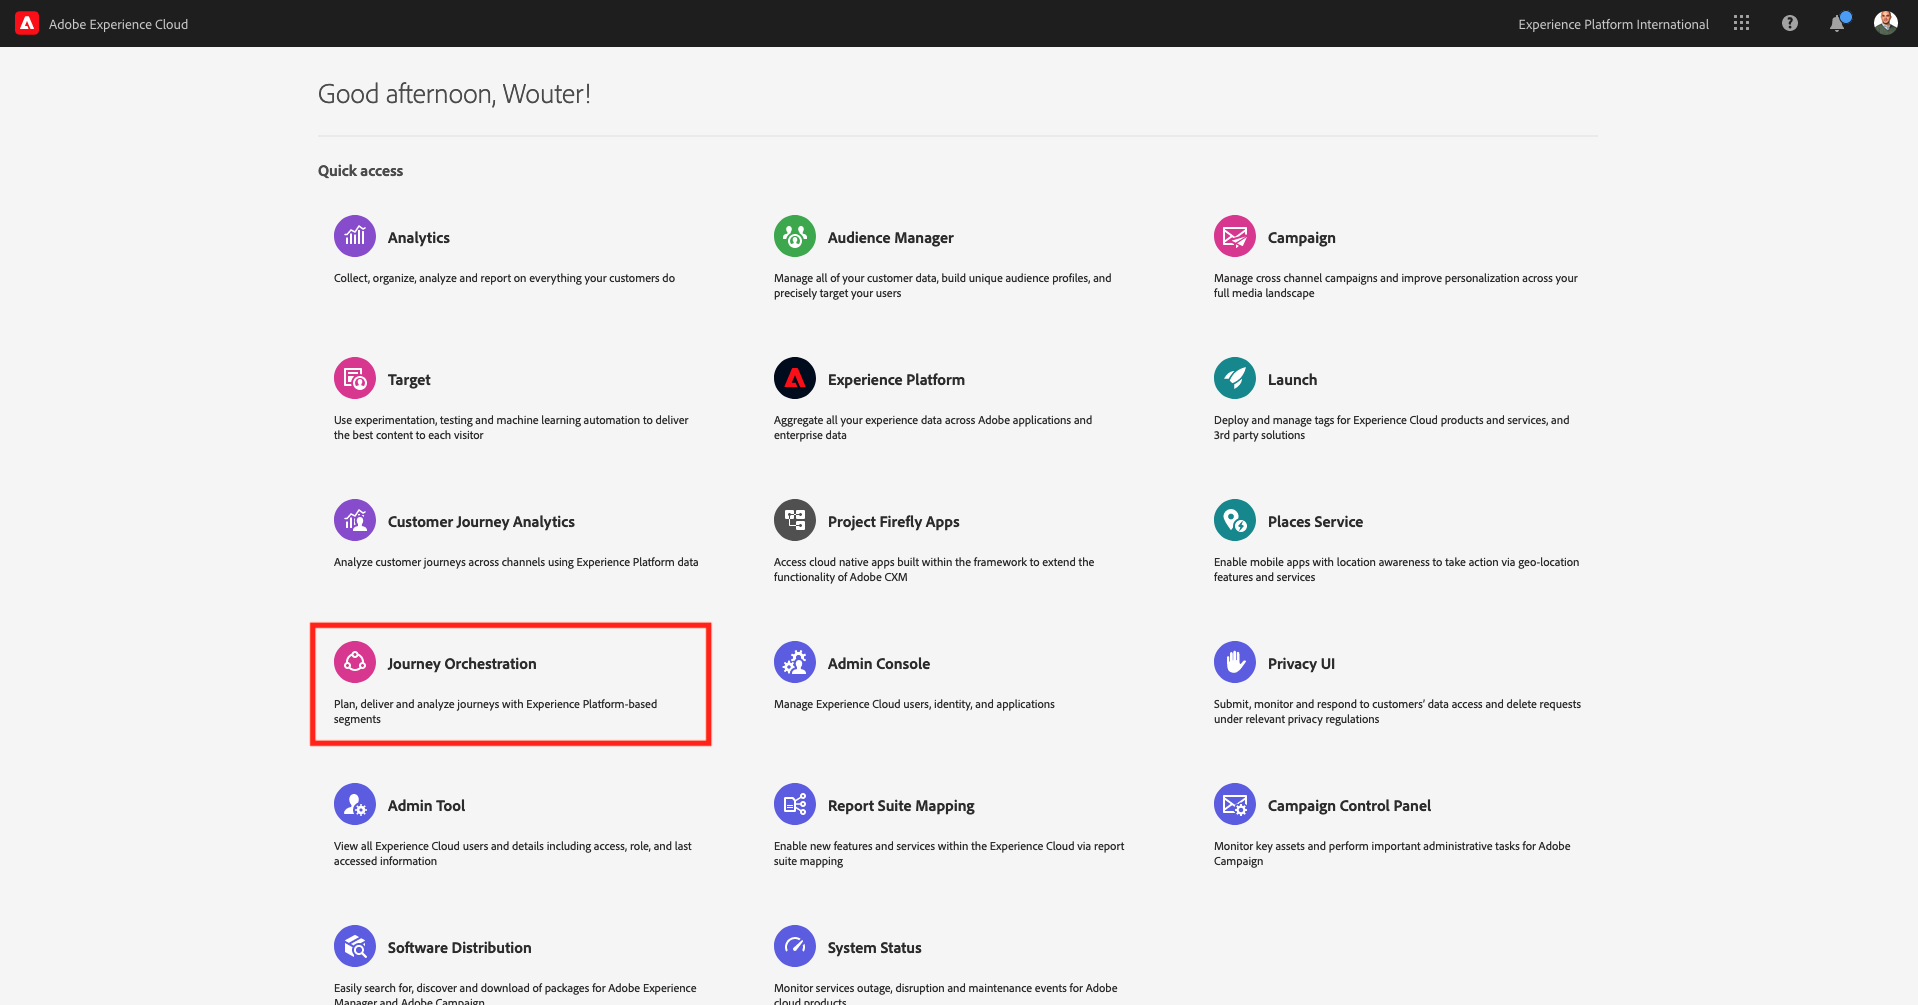 Adobe Experience Cloud
Experience Platform International
Good afternoon, Wouter!
Quick access
Analytics
Collect, organize, analyze and report on everything your customers do
Audience Manager
Manage all of your customer data, build unique audience profiles, and
precisely target your users
Campaign
Manage cross channel campaigns and improve personalization across your
full media landscape
Target
Use experimentation, testing and machine learning automation to deliver
the best content to each visitor
Experience Platform
Aggregate all your experience data across Adobe applications and
enterprise data
Launch
Deploy and manage tags for Experience Cloud products and services, and
3rd party solutions
Customer Journey Analytics
Analyze customer journeys across channels using Experience Platform data
Project Firefly Apps
Access cloud native apps built within the framework to extend the
functionality of Adobe CXM
Places Service
Enable mobile apps with location awareness to take action via geo-location
features and services
Journey Orchestration
Plan, deliver and analyze journeys with Experience Platform-based
segments
Admin Console
Manage Experience Cloud users, identity, and applications
Privacy UI
Submit, monitor and respond to customers' data access and delete requests
under relevant privacy regulations
Admin Tool
View all Experience Cloud users and details including access, role, and last
accessed information
Report Suite Mapping
Enable new features and services within the Experience Cloud via report
suite mapping
Campaign Control Panel
Monitor key assets and perform important administrative tasks for Adobe
Campaign
Software Distribution
Easily search for, discover and download of packages for Adobe Experience
Manager and Adobe Campaign
System Status
Monitor services outage, disruption and maintenance events for Adobe
cloud products